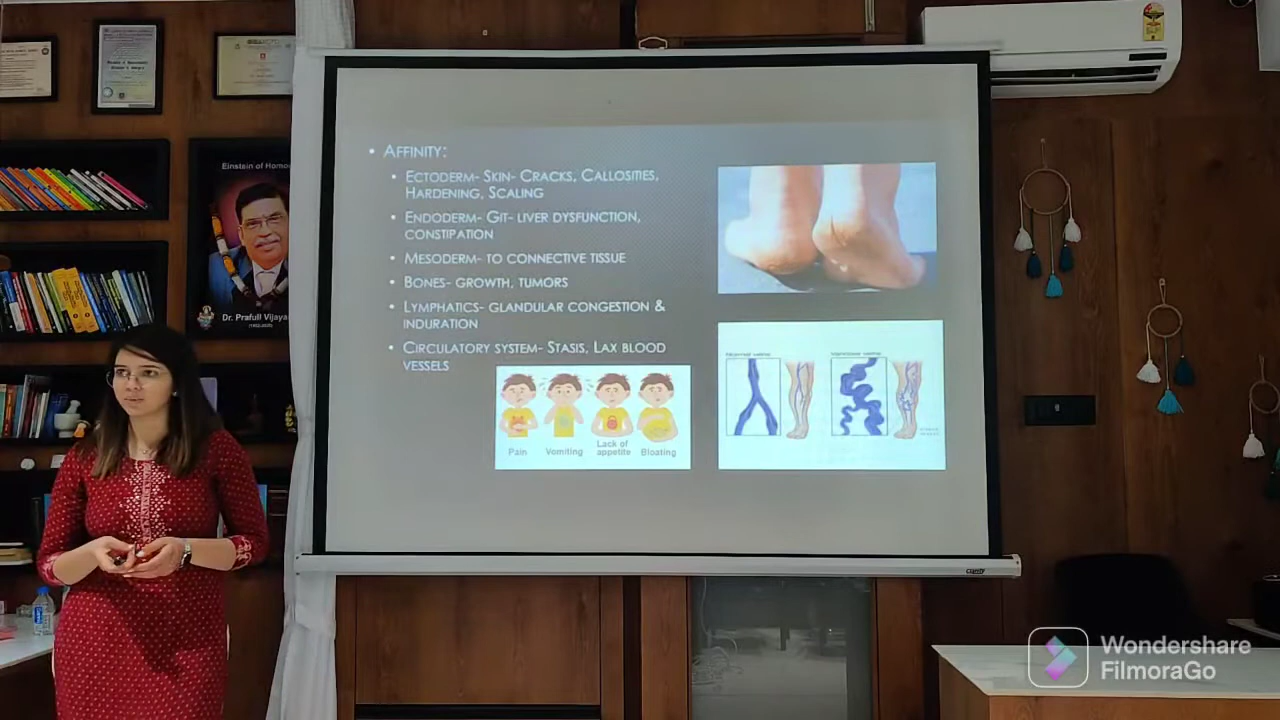 Einstein of Homoe
Dr. Prafull Vijaya
• AFFINITY:
• ECTODERM- SKIN- CRACKS, CALLOSITIES,
HARDENING, SCALING
• ENDODERM- GIT- LIVER DYSFUNCTION,
CONSTIPATION
• MESODERM- TO CONNECTIVE TISSUE
• BONES- GROWTH, TUMORS
• LYMPHATICS- GLANDULAR CONGESTION &
INDURATION
• CIRCULATORY SYSTEM- STASIS, LAX BLOOD
VESSELS
Pain
Vomiting
Lack of
appetite
Bloating
Wondershare
FilmoraGo